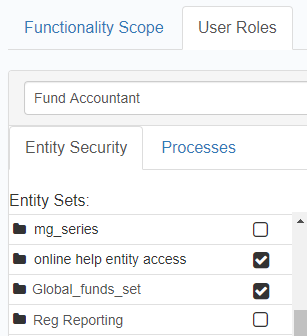 Functionality Scope User Roles
Fund Accountant
Entity Security Processes
Entity Sets:
mg_series
online help entity access
Global_funds_set
Reg Reporting